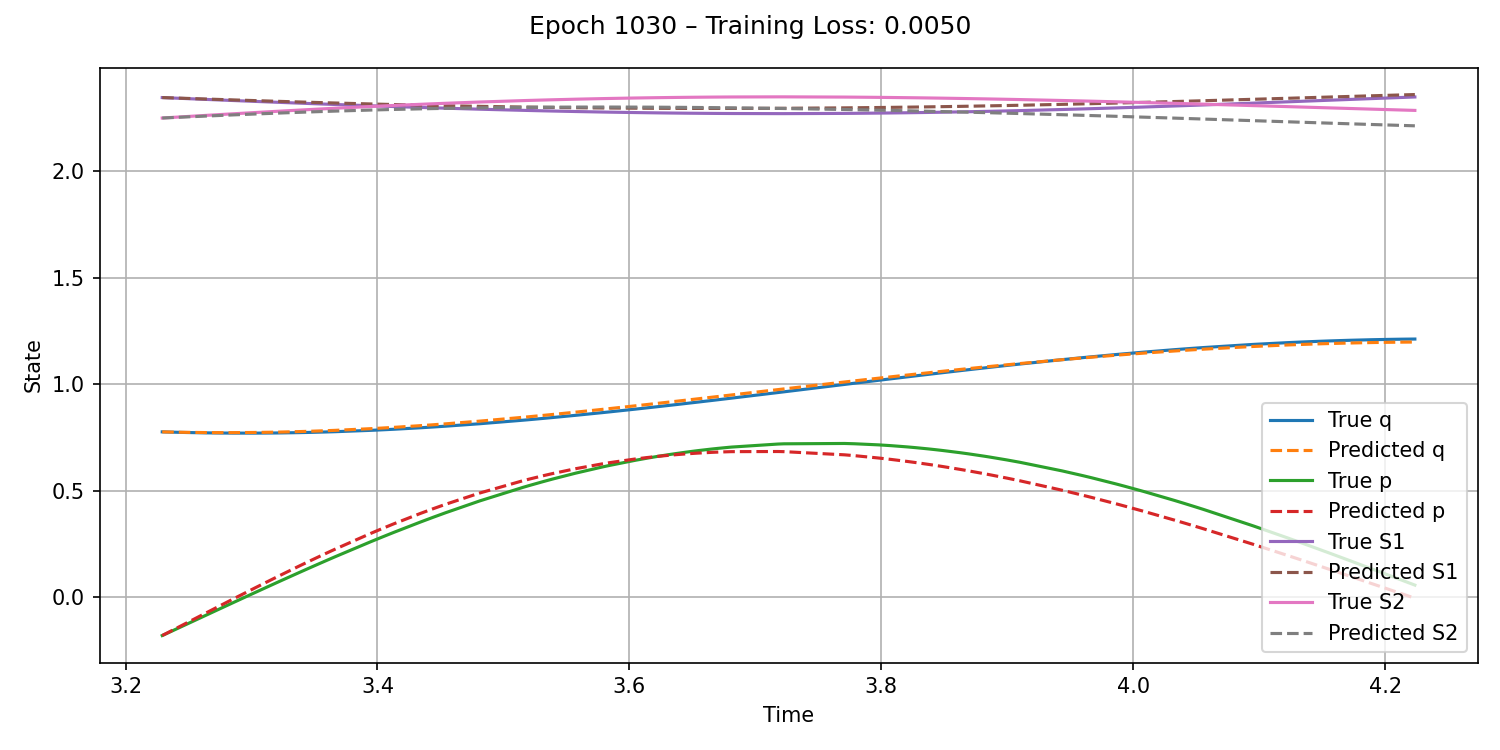 Epoch 1030 – Training Loss: 0.0050
State
2.0
1.5
1.0
0.5
0.0
True q
Predicted q
True p
Predicted p
True S1
Predicted S1
True S2
Predicted S2
3.2 3.4 3.6 3.8 4.0 4.2
Time